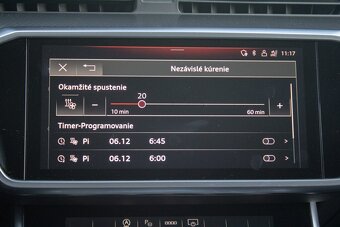 11:17
Nezávislé kúrenie
Okamžité spustenie
20
10 min
60 min
Timer-Programovanie
Pi 06.12 6:45
Pi 06.12 6:00